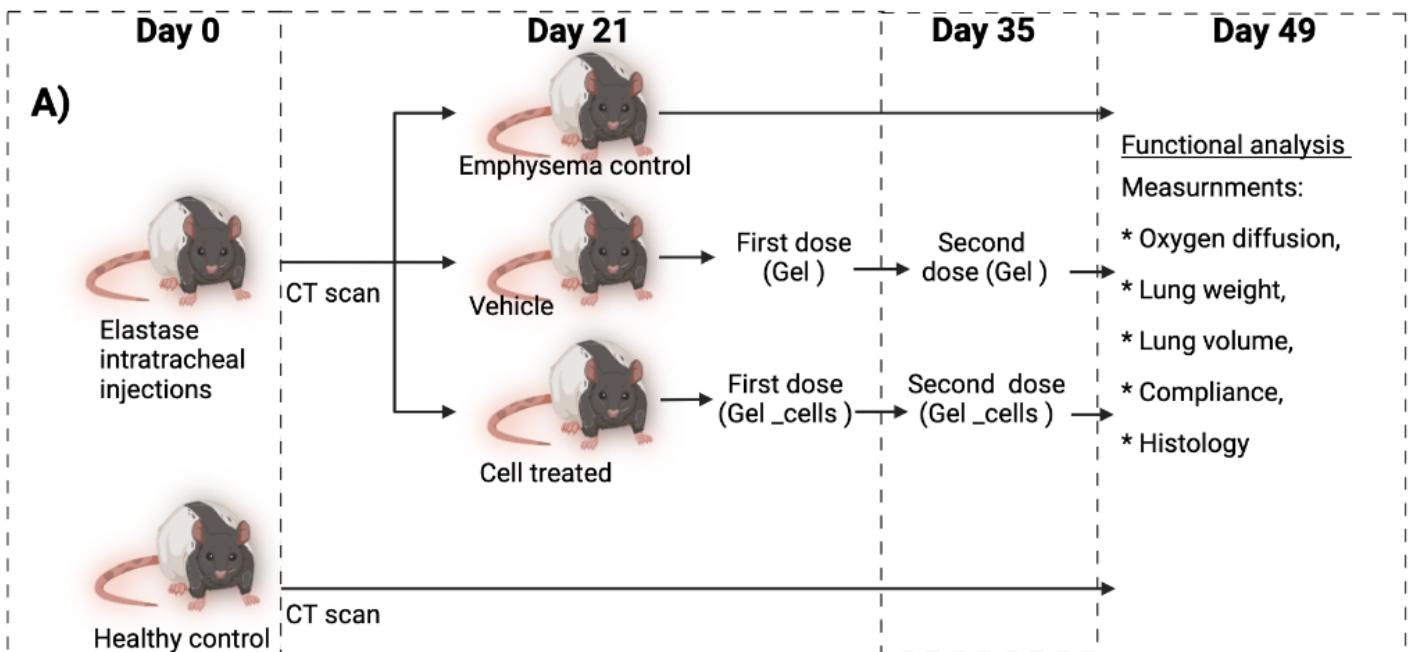 Day 0
Day 21
Day 35
Day 49
A)
Emphysema control
Functional analysis
Measurnments:
* Oxygen diffusion,
* Lung weight,
* Lung volume,
* Compliance,
* Histology
Elastase
intratracheal
injections
CT scan
Vehicle
First dose
(Gel )
Second
dose (Gel )
Cell treated
First dose
(Gel _cells )
Second dose
(Gel _cells )
Healthy control
CT scan